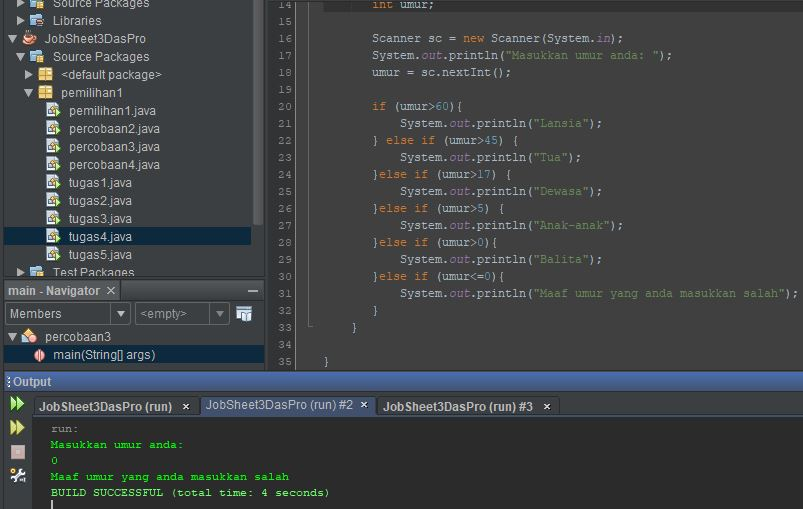 Source Packages
Libraries
JobSheet3DasPro
Source Packages
<default package>
pemilihan1
pemilihan1.java
percobaan2.java
percobaan3.java
percobaan4.java
tugas1.java
tugas2.java
tugas3.java
tugas4.java
tugas5.java
Test Packages
main - Navigator ×
Members
<empty>
percobaan3
main(String[] args)
14 int umur;
15
16 Scanner sc = new Scanner(System.in);
17 System.out.println("Masukkan umur anda: ");
18 umur = sc.nextInt();
19
20 if (umur>60){
21 System.out.println("Lansia");
22 } else if (umur>45) {
23 System.out.println("Tua");
24 }else if (umur>17) {
25 System.out.println("Dewasa");
26 }else if (umur>5) {
27 System.out.println("Anak-anak");
28 }else if (umur>0){
29 System.out.println("Balita");
30 }else if (umur<=0){
31 System.out.println("Maaf umur yang anda masukkan salah");
32 }
33 }
34
35 }
Output
JobSheet3DasPro (run) × JobSheet3DasPro (run) #2 × JobSheet3DasPro (run) #3 ×
run:
Masukkan umur anda:
0
Maaf umur yang anda masukkan salah
BUILD SUCCESSFUL (total time: 4 seconds)